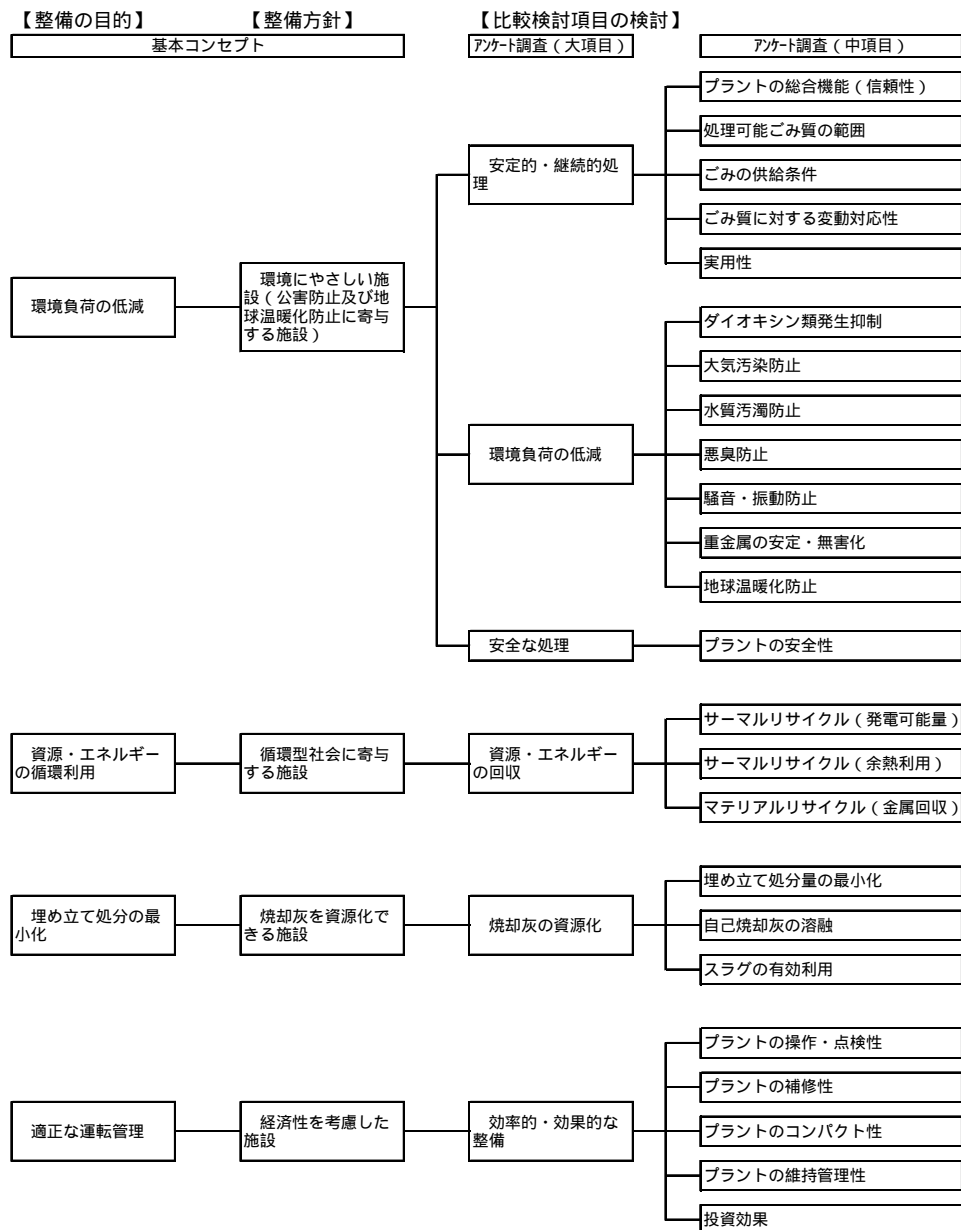 【整備の目的】
【整備方針】
【比較検討項目の検討】
基本コンセプト
アンケート調査（大項目）
アンケート調査（中項目）
環境負荷の低減
環境にやさしい施
設（公害防止及び地
球温暖化防止に寄与
する施設）
安定的・継続的処
理
プラントの総合機能（信頼性）
処理可能ごみ質の範囲
ごみの供給条件
ごみ質に対する変動対応性
実用性
環境負荷の低減
ダイオキシン類発生抑制
大気汚染防止
水質汚濁防止
悪臭防止
騒音・振動防止
重金属の安定・無害化
地球温暖化防止
安全な処理
プラントの安全性
資源・エネルギー
の循環利用
循環型社会に寄与
する施設
資源・エネルギー
の回収
サーマルリサイクル（発電可能量）
サーマルリサイクル（余熱利用）
マテリアルリサイクル（金属回収）
埋め立て処分の最
小化
焼却灰を資源化で
きる施設
焼却灰の資源化
埋め立て処分量の最小化
自己焼却灰の溶融
スラグの有効利用
適正な運転管理
経済性を考慮した
施設
効率的・効果的な
整備
プラントの操作・点検性
プラントの補修性
プラントのコンパクト性
プラントの維持管理性
投資効果